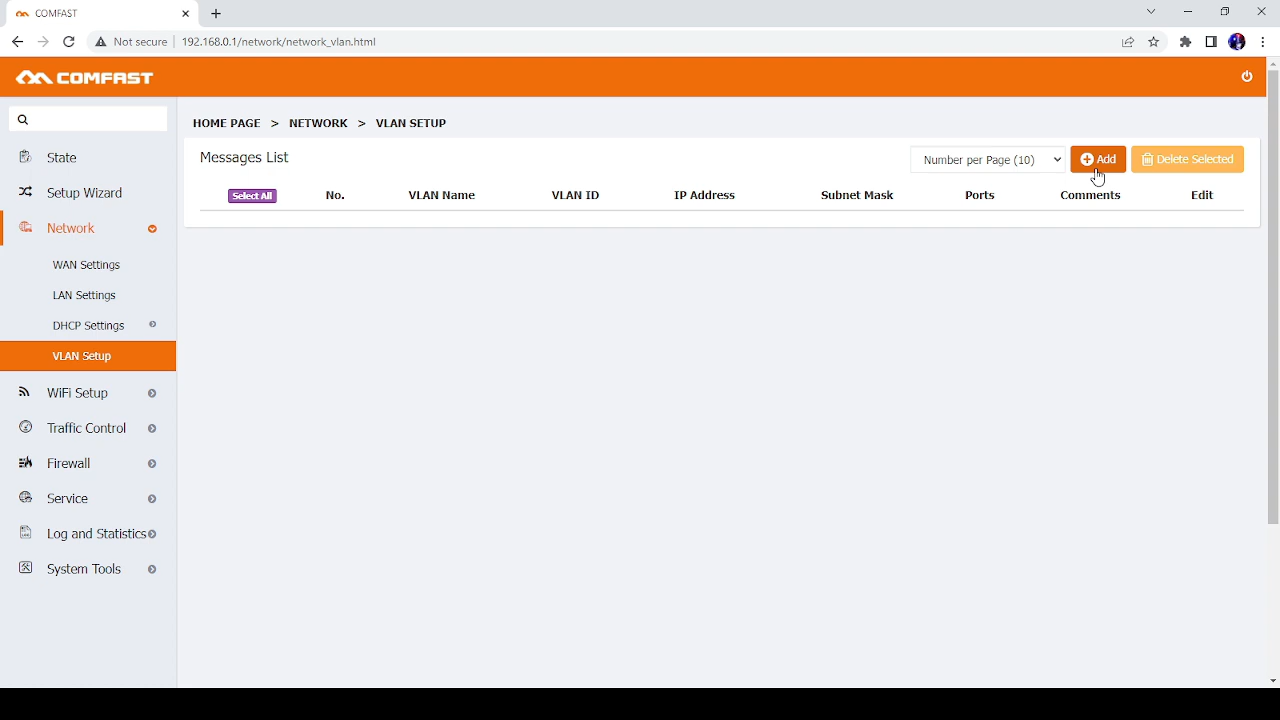 COMFAST
Not secure 192.168.0.1/network/network_vlan.html
COMFAST
HOME PAGE > NETWORK > VLAN SETUP
Messages List
Number per Page (10)
Add
Delete Selected
Select All No. VLAN Name VLAN ID IP Address Subnet Mask Ports Comments Edit
State
Setup Wizard
Network
WAN Settings
LAN Settings
DHCP Settings
VLAN Setup
WiFi Setup
Traffic Control
Firewall
Service
Log and Statistics
System Tools